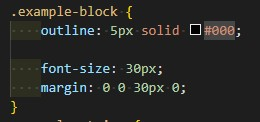 .example-block {
    outline: 5px solid #000;

    font-size: 30px;
    margin: 0 0 30px 0;
}